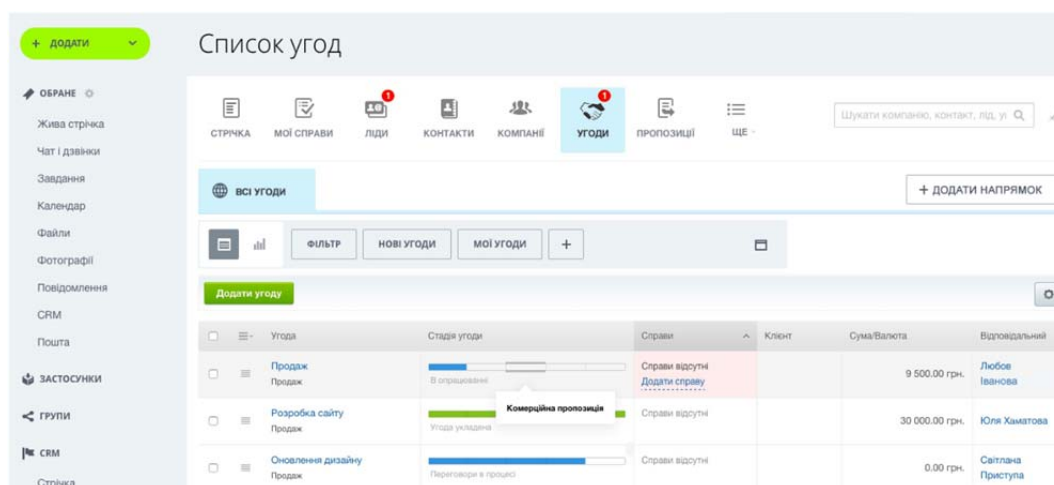 + ДОДАТИ
Список угод
ОБРАНЕ
Жива стрічка
Чат і дзвінки
Завдання
Календар
Файли
Фотографії
Повідомлення
CRM
Пошта
ЗАСТОСУНКИ
ГРУПИ
CRM
Стрічка
СТРІЧКА
МОЇ СПРАВИ
1
ЛІДИ
КОНТАКТИ
КОМПАНІЇ
1
УГОДИ
ПРОПОЗИЦІЇ
ЩЕ
Шукати компанію, контакт, лід, у
ВСІ УГОДИ
+ ДОДАТИ НАПРЯМОК
ФІЛЬТР
НОВІ УГОДИ
МОЇ УГОДИ
+
Додати угоду
Угода Стадія угоди Справи Клієнт Сума/Валюта Відповідальний
Продаж
Продаж
В опрацюванні
Справи відсутні
Додати справу
9 500.00 грн.
Любов
Іванова
Комерційна пропозиція
Розробка сайту
Продаж
Угода укладена
Справи відсутні
30 000.00 грн.
Юля Хаматова
Оновлення дизайну
Продаж
Переговори в процесі
Справи відсутні
0.00 грн.
Світлана
Приступа